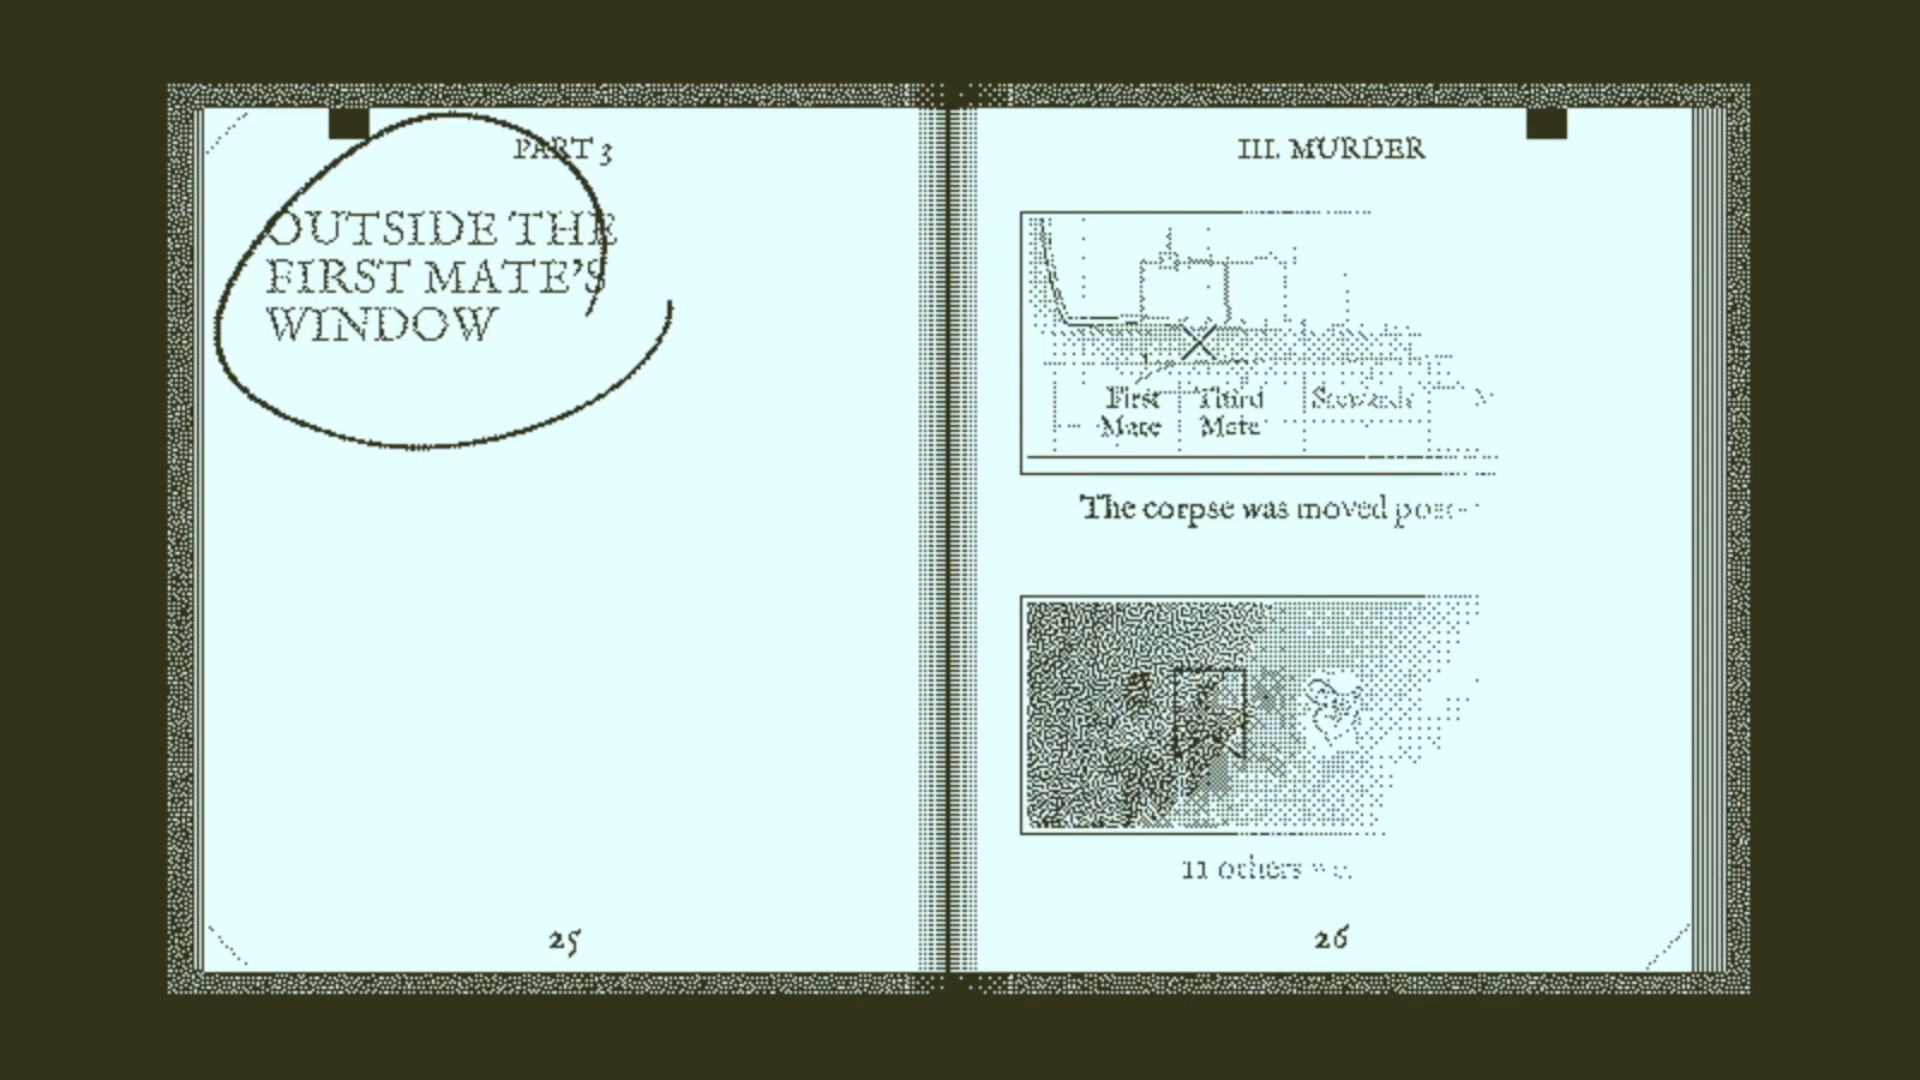 PART 3
OUTSIDE THE
FIRST MATE'S
WINDOW
25
III. MURDER
First Third Stewards
Mate Mate
The corpse was moved
11 others
26